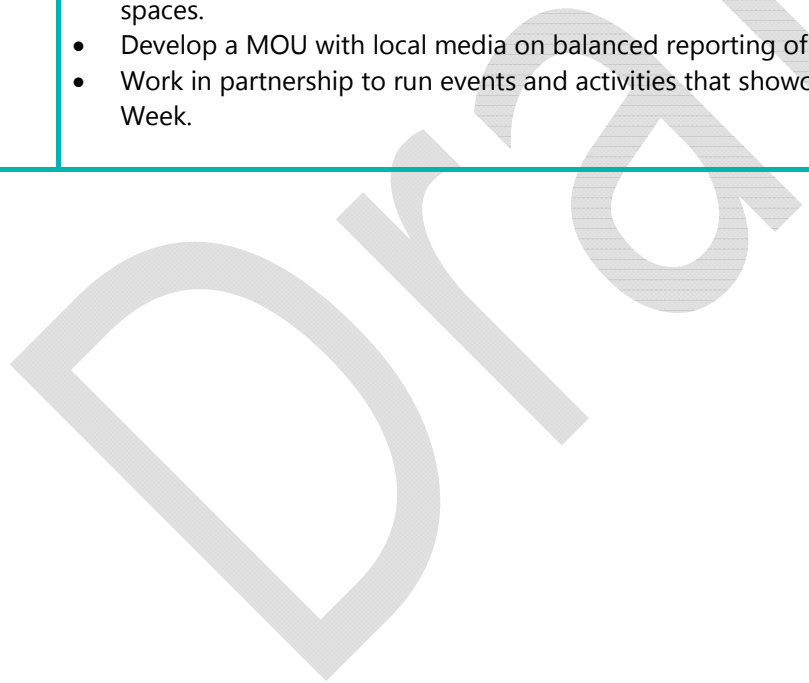 spaces.
• Develop a MOU with local media on balanced reporting of
• Work in partnership to run events and activities that
Week.
Dra